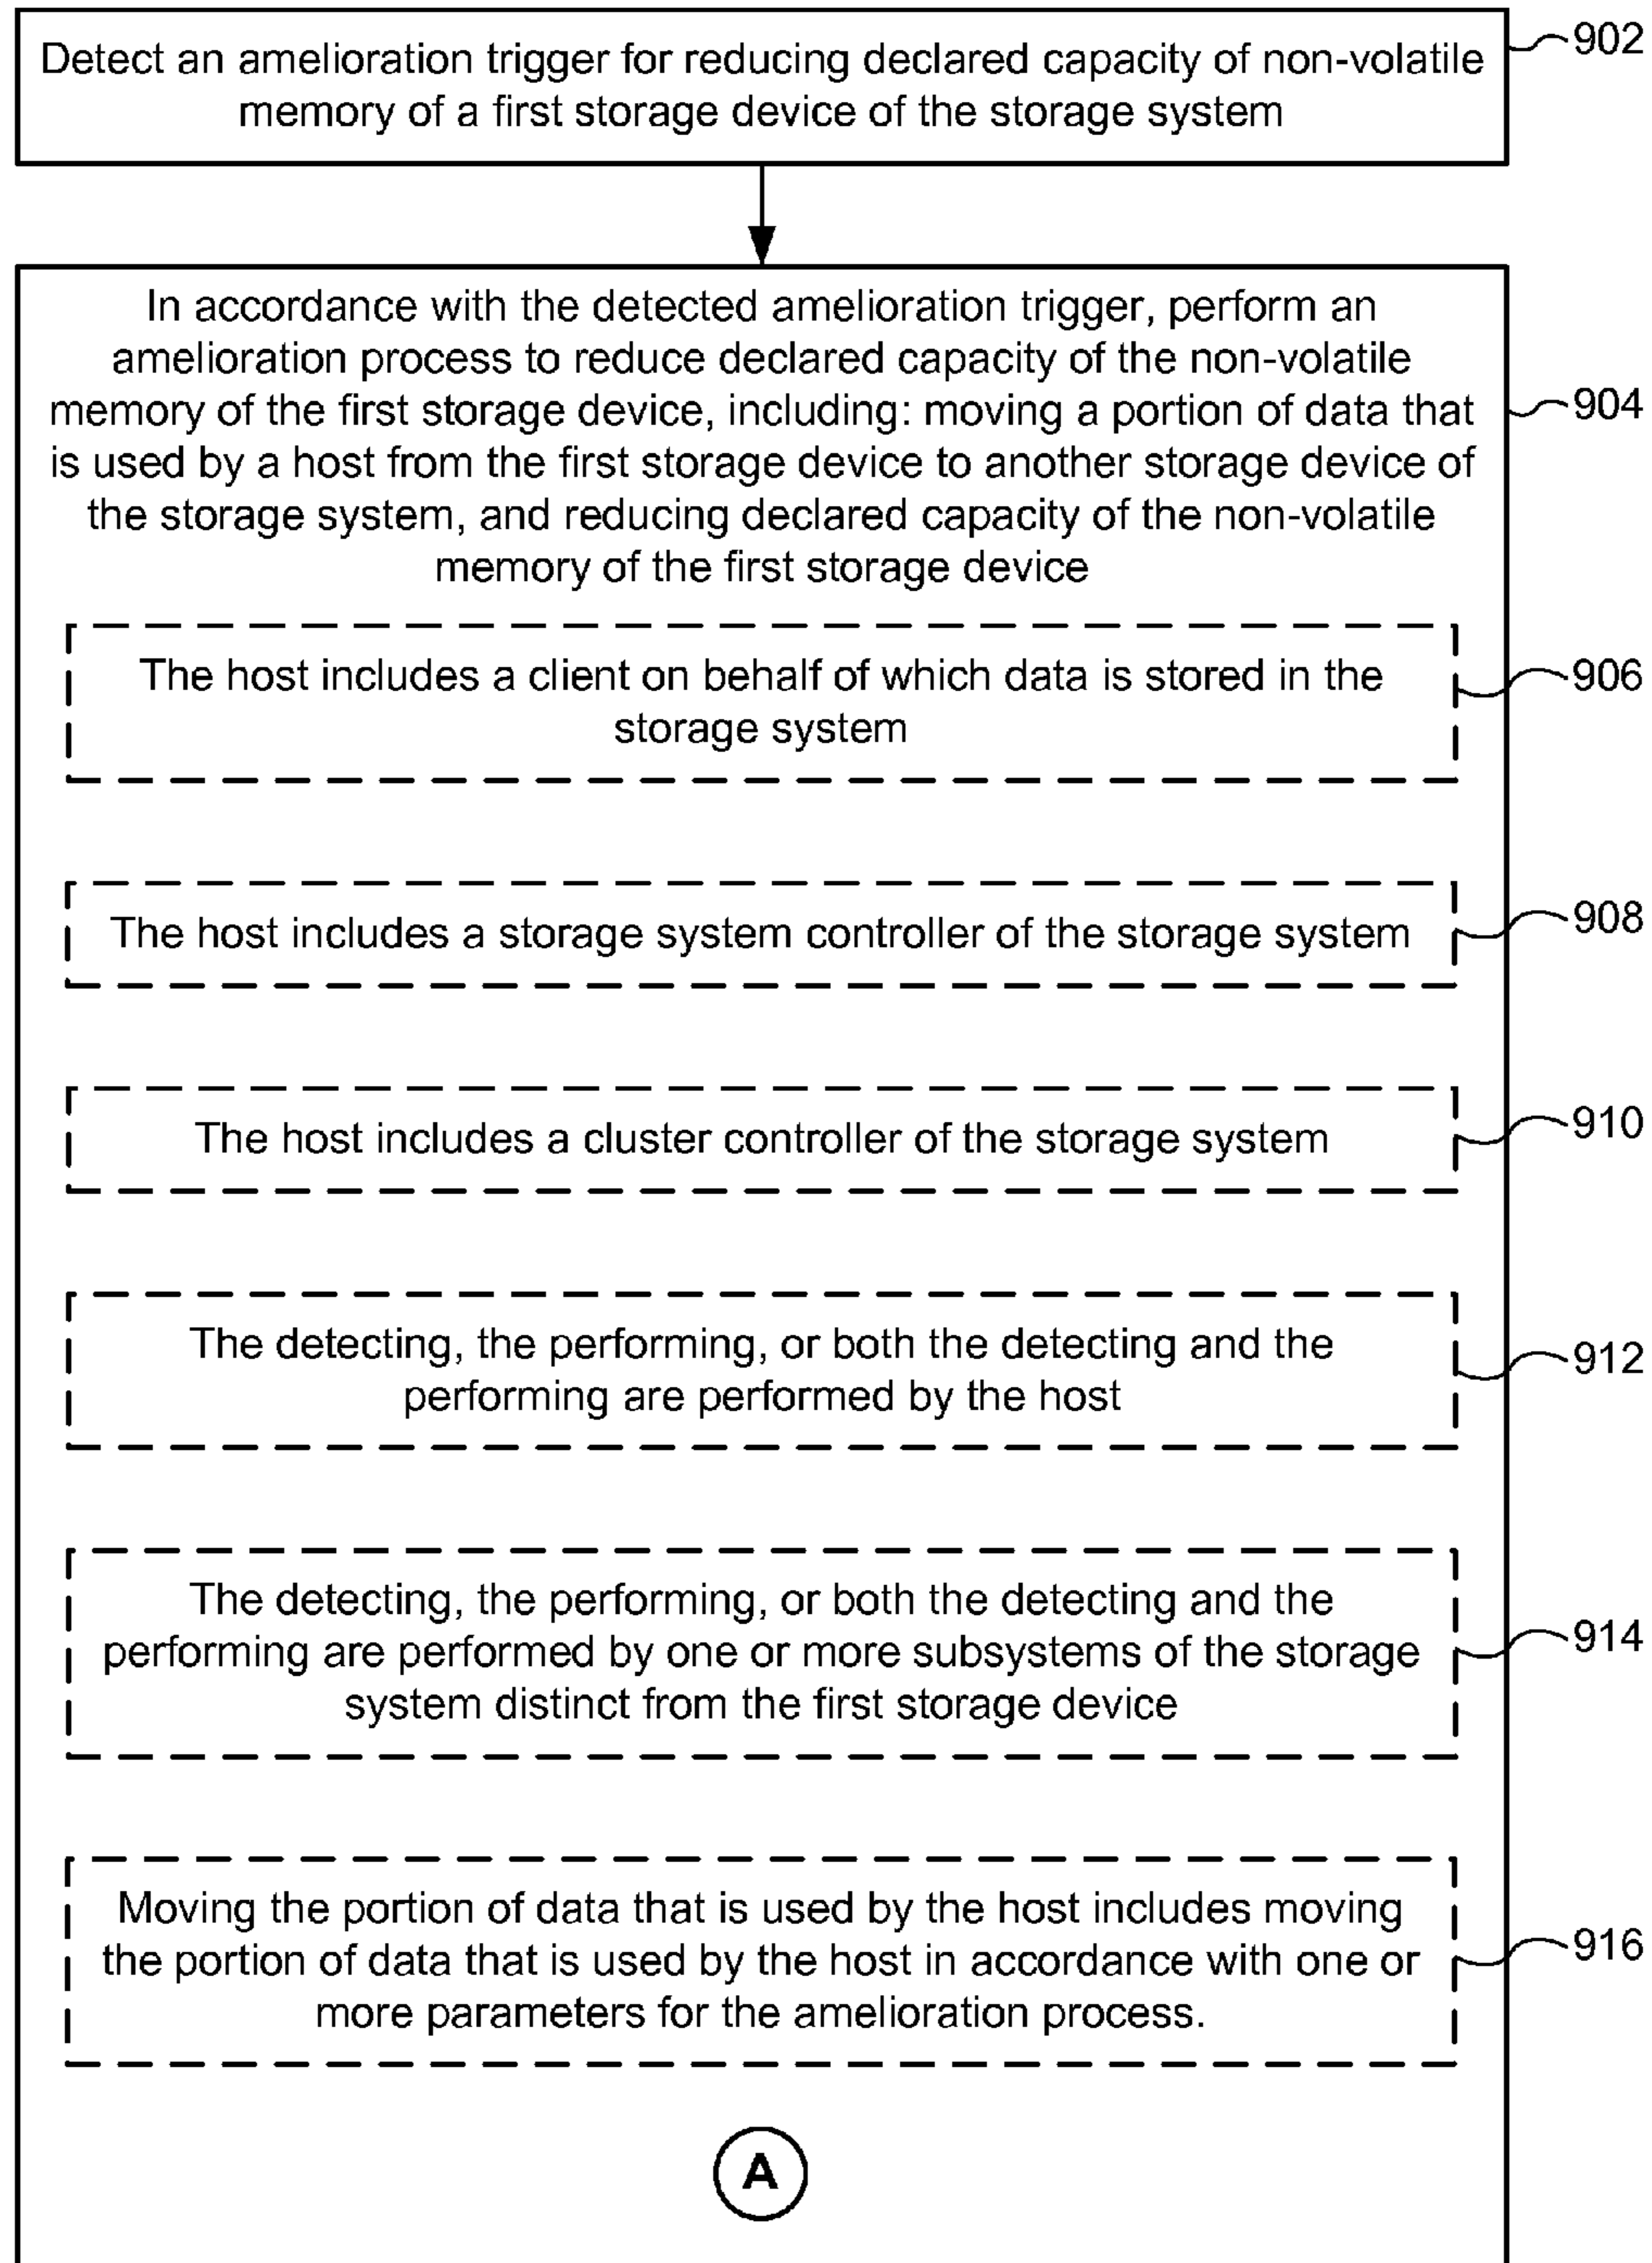 Detect an amelioration trigger for reducing declared capacity of non-volatile
memory of a first storage device of the storage system
902
In accordance with the detected amelioration trigger, perform an
amelioration process to reduce declared capacity of the non-volatile
memory of the first storage device, including: moving a portion of data that
is used by a host from the first storage device to another storage device of
the storage system, and reducing declared capacity of the non-volatile
memory of the first storage device
904
The host includes a client on behalf of which data is stored in the
storage system
906
The host includes a storage system controller of the storage system
908
The host includes a cluster controller of the storage system
910
The detecting, the performing, or both the detecting and the
performing are performed by the host
912
The detecting, the performing, or both the detecting and the
performing are performed by one or more subsystems of the storage
system distinct from the first storage device
914
Moving the portion of data that is used by the host includes moving
the portion of data that is used by the host in accordance with one or
more parameters for the amelioration process.
916
A